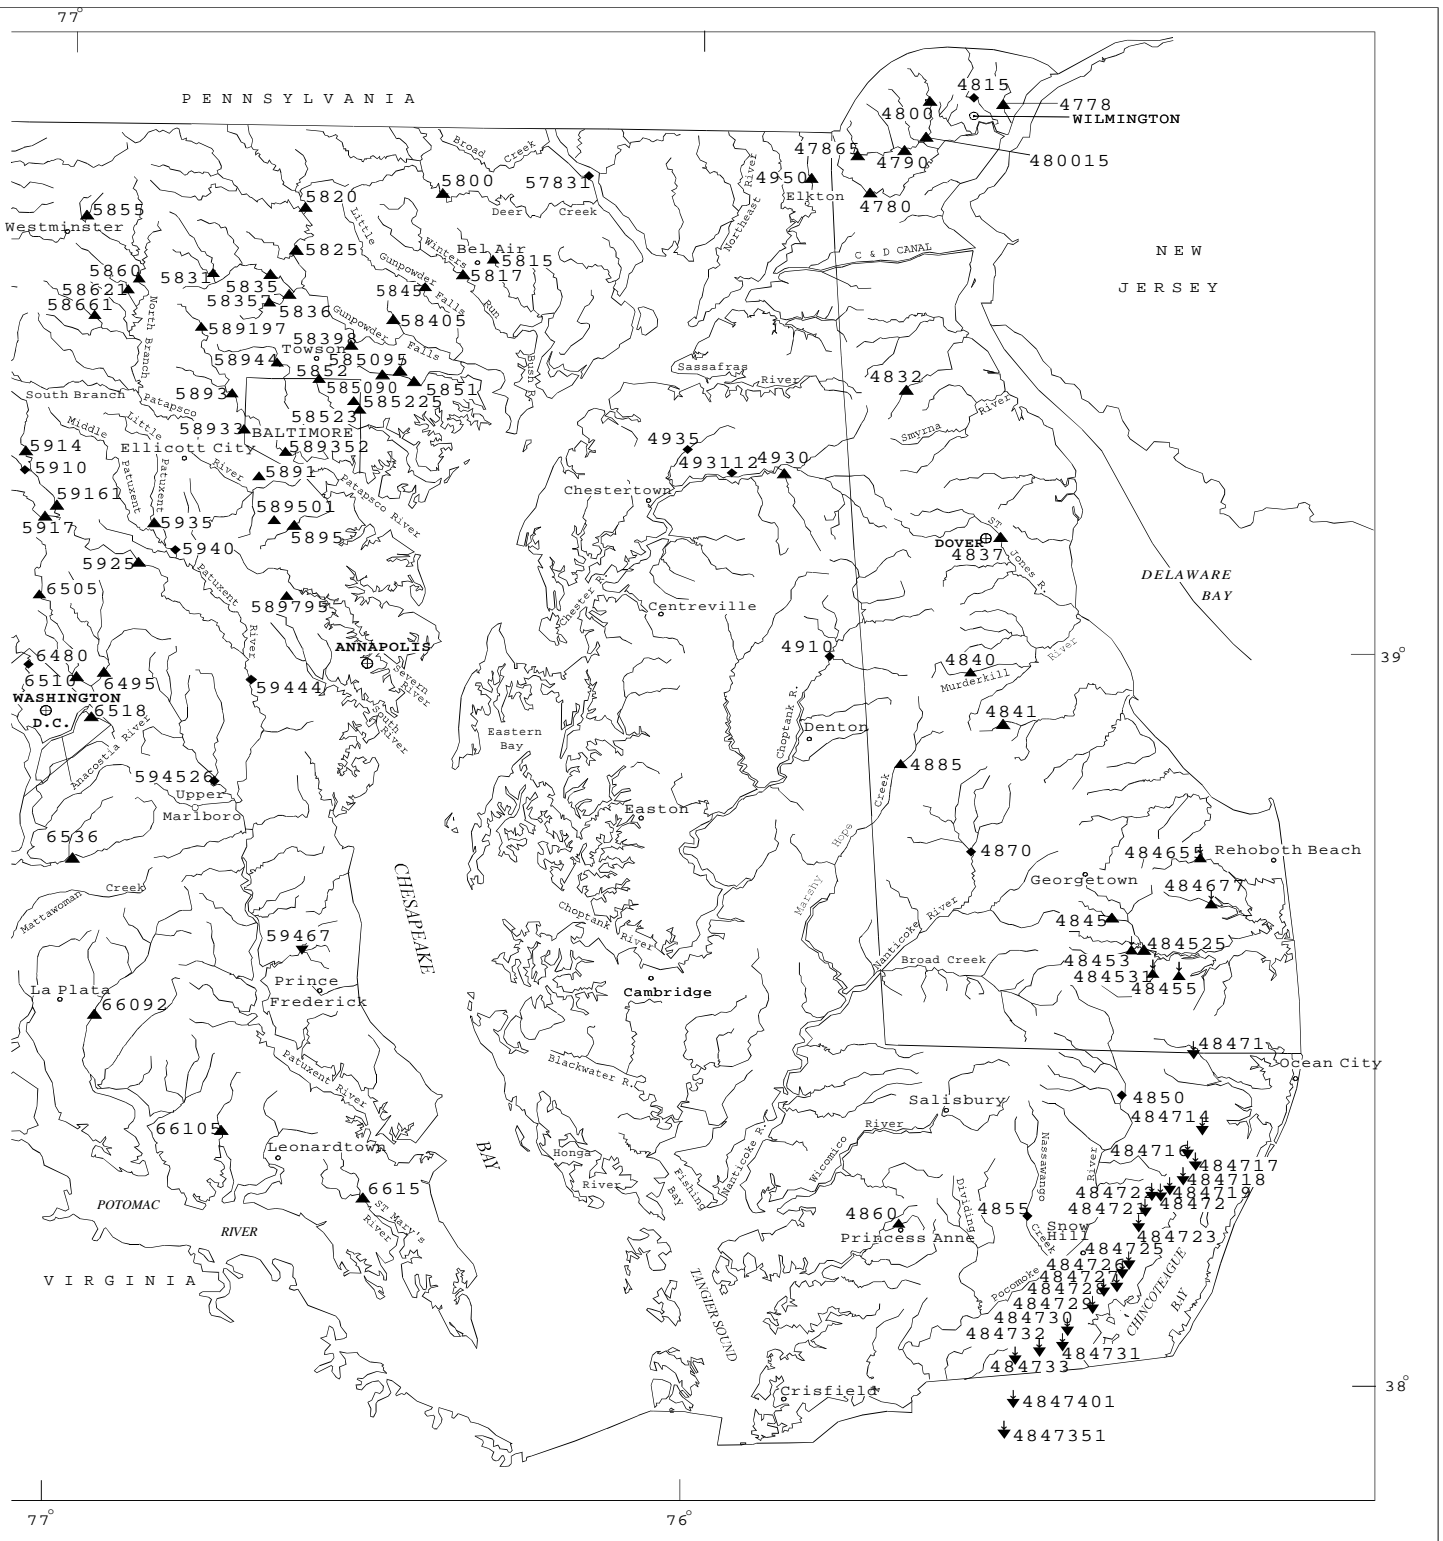 77°
PENNSYLVANIA
4815
4778
4800
WILMINGTON
47865
4790
480015
Broad
Creek
5800
57831
Deer Creek
4950
Elkton
4780
Northeast River
5820
5855
Westminster
Little
Gunpowder
Falls
Winters
Run
Bel Air
5815
5817
5825
C & D CANAL
NEW
JERSEY
5860
58621
58661
5831
5835
58352
5836
5845
58405
Gunpowder
Falls
North Branch
589197
58398
Towson
58944
585095
5852
585090
5851
585225
58523
Bush R.
Sassafras
River
4832
South Branch
Patapsco
5893
58933
BALTIMORE
589352
Smyrna
River
Middle
Patuxent
Little
Patuxent
Ellicott City
River
5914
5910
5891
4935
493112
4930
Chestertown
59161
5917
5935
589501
5895
Patapsco River
5940
5925
ST
Jones R.
DOVER
4837
DELAWARE
BAY
6505
Patuxent
River
589795
Chester
Centreville
ANNAPOLIS
Severn
River
4910
4840
Murderkill
River
39°
6480
6510
6495
WASHINGTON
D.C.
6518
59444
South
River
Anacostia River
Eastern
Bay
Choptank R.
Denton
4841
4885
594526
Upper
Marlboro
Easton
Creek
Hope
Marshy
6536
4870
484655
Rehoboth Beach
Georgetown
484677
Mattawoman
Creek
CHESAPEAKE
Choptank
River
Nanticoke River
4845
59467
484525
48453
484531
48455
Broad Creek
La Plata
66092
Prince
Frederick
Cambridge
Patuxent River
Blackwater R.
48471
Ocean City
Salisbury
4850
River
Wicomico
484714
66105
Leonardtown
BAY
Honga
River
Fishing
Bay
Nanticoke R.
484716
484717
484718
484719
48472
Nassawango
Creek
River
POTOMAC
RIVER
6615
ST Mary's
River
4860
Princess Anne
Dividing
4855
Snow
Hill
484723
484725
484726
484727
484728
484729
484730
484731
484732
484733
Pocomoke
CHINCOTEAGUE
BAY
VIRGINIA
TANGIER SOUND
Crisfield
38°
4847401
4847351
77°
76°